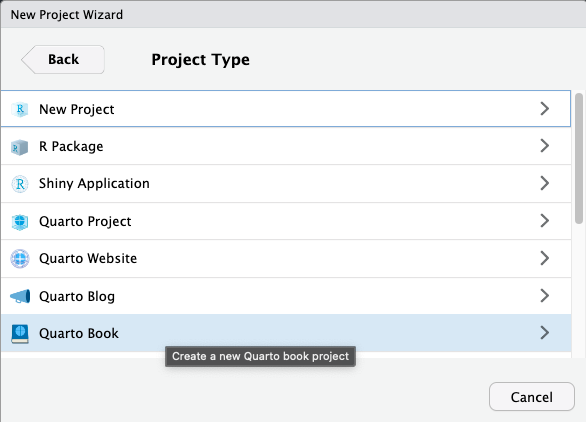 New Project Wizard
Back
Project Type
R New Project
R R Package
R Shiny Application
Quarto Project
Quarto Website
Quarto Blog
Quarto Book
Create a new Quarto book project
Cancel